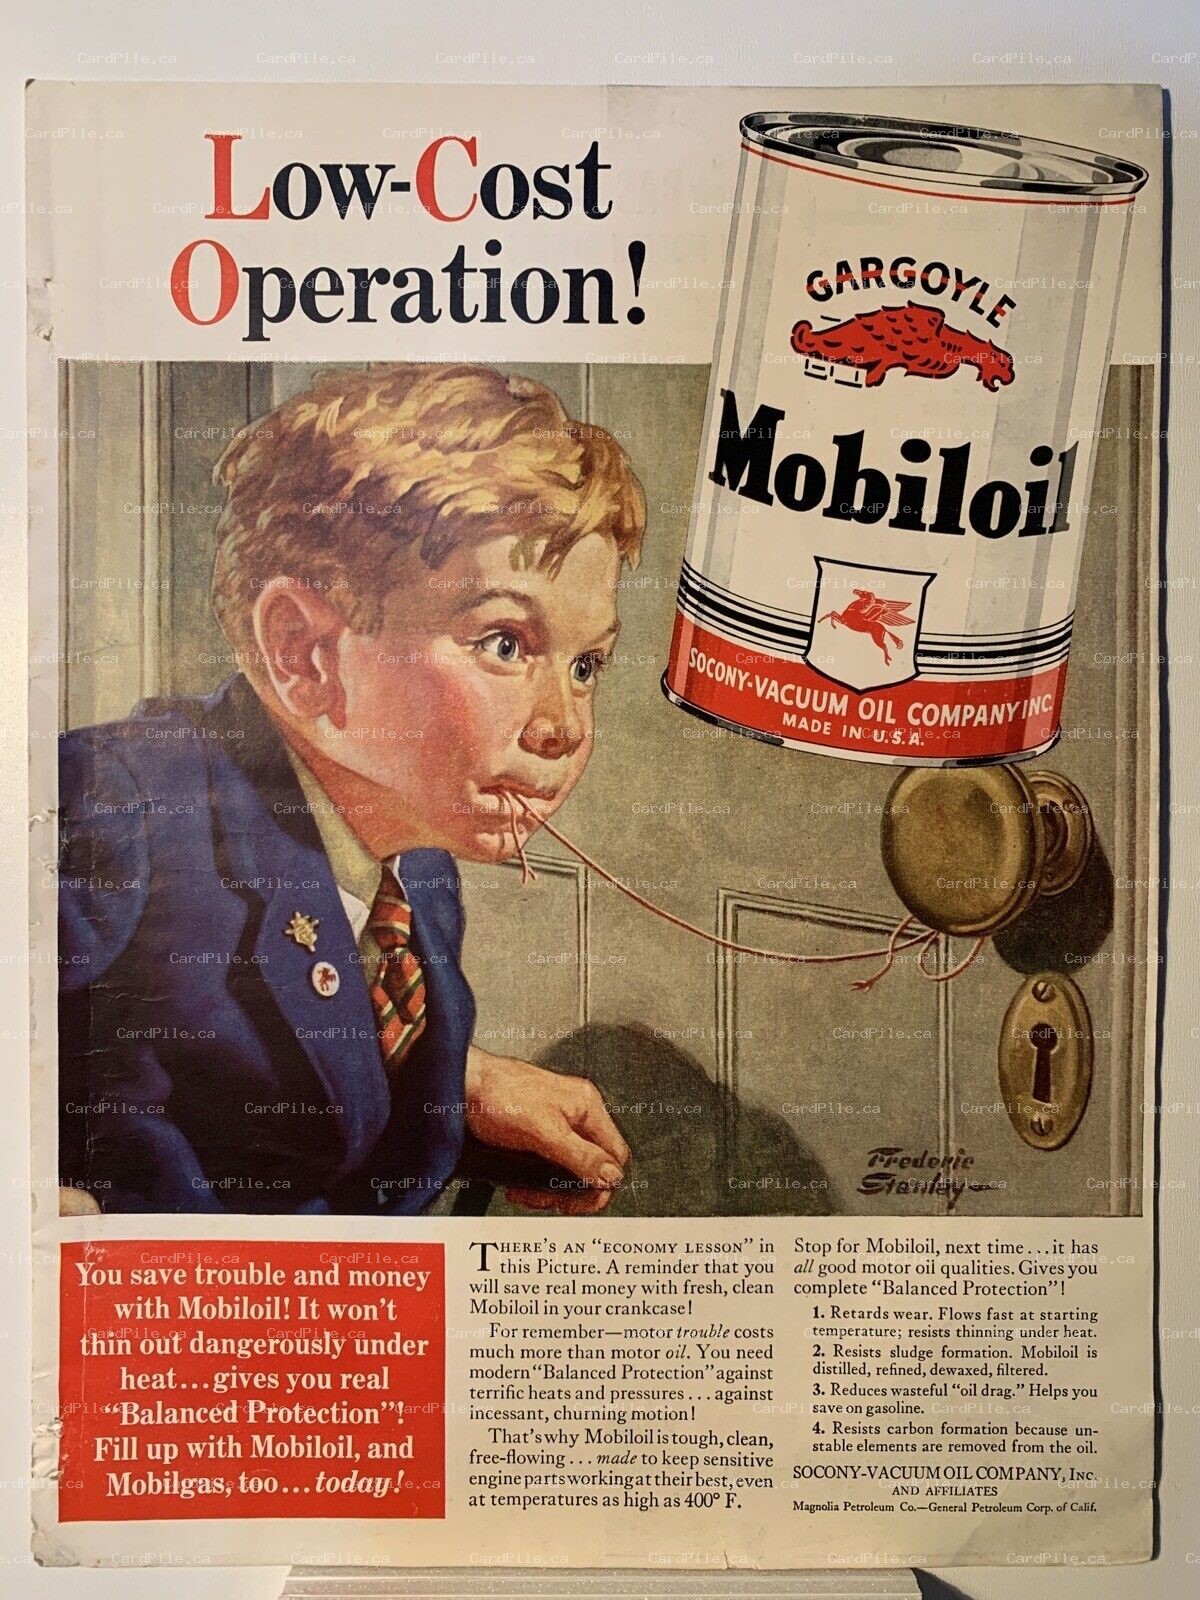 Low-Cost
Operation!
GARGOYLE
Mobiloil
SOCONY-VACUUM OIL COMPANY INC.
MADE IN U.S.A.
Frederic
Stanley
You save trouble and money
with Mobiloil! It won't
thin out dangerously under
heat...gives you real
"Balanced Protection"!
Fill up with Mobiloil, and
Mobilgas, too...today!
THERE'S AN "ECONOMY LESSON" in
this Picture. A reminder that you
will save real money with fresh, clean
Mobiloil in your crankcase!
For remember—motor trouble costs
much more than motor oil. You need
modern "Balanced Protection" against
terrific heats and pressures...against
incessant, churning motion!
That's why Mobiloil is tough, clean,
free-flowing...made to keep sensitive
engine parts working at their best, even
at temperatures as high as 400° F.
Stop for Mobiloil, next time...it has
all good motor oil qualities. Gives you
complete "Balanced Protection"!
1. Retards wear. Flows fast at starting
temperature; resists thinning under heat.
2. Resists sludge formation. Mobiloil is
distilled, refined, dewaxed, filtered.
3. Reduces wasteful "oil drag." Helps you
save on gasoline.
4. Resists carbon formation because un-
stable elements are removed from the oil.
SOCONY-VACUUM OIL COMPANY, INC.
AND AFFILIATES
Magnolia Petroleum Co.—General Petroleum Corp. of Calif.
CardPile.ca